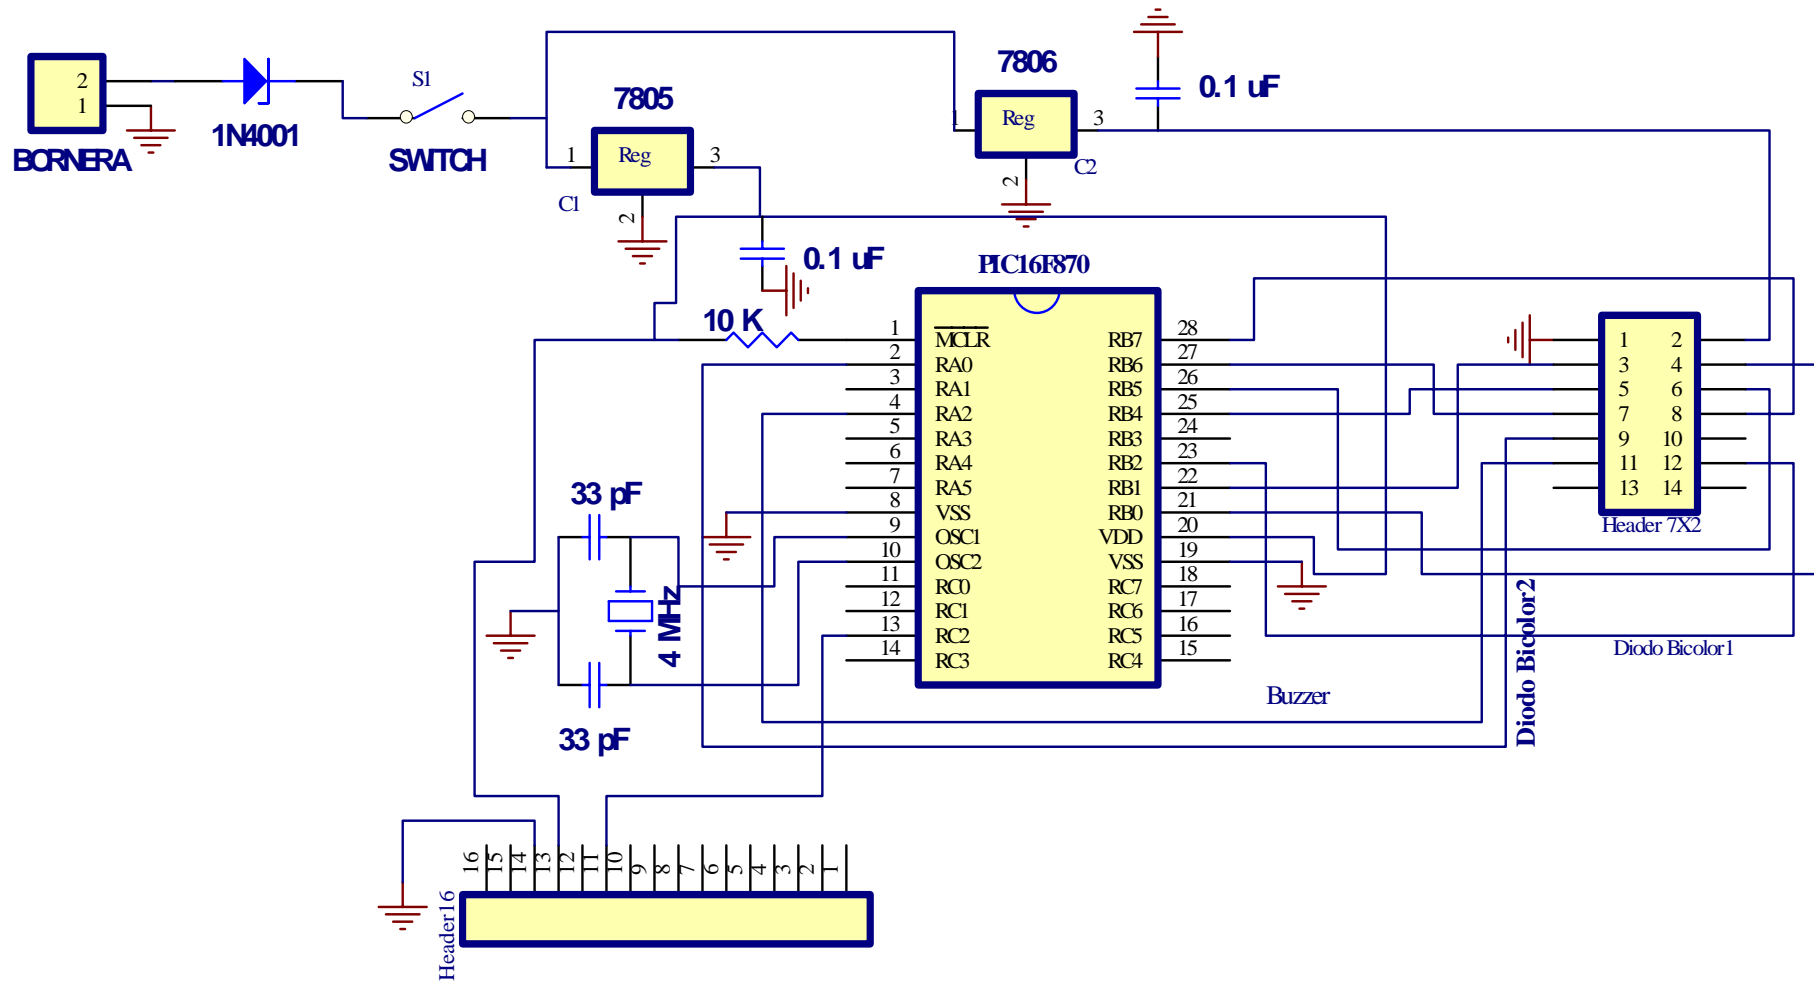 BORNERA
2
1
1N4001
S1
SWITCH
7805
1
Reg
3
2
C1
0.1 uF
7806
1
Reg
3
2
C2
0.1 uF
PIC16F870
10 K
1 MCLR RB7 28
2 RA0 RB6 27
3 RA1 RB5 26
4 RA2 RB4 25
5 RA3 RB3 24
6 RA4 RB2 23
7 RA5 RB1 22
8 VSS RB0 21
9 OSC1 VDD 20
10 OSC2 VSS 19
11 RC0 RC7 18
12 RC1 RC6 17
13 RC2 RC5 16
14 RC3 RC4 15
33 pF
4 MHz
33 pF
1 2
3 4
5 6
7 8
9 10
11 12
13 14
Header 7X2
Diodo Bicolor2
Diodo Bicolor1
Buzzer
16 15 14 13 12 11 10 9 8 7 6 5 4 3 2 1
Header16